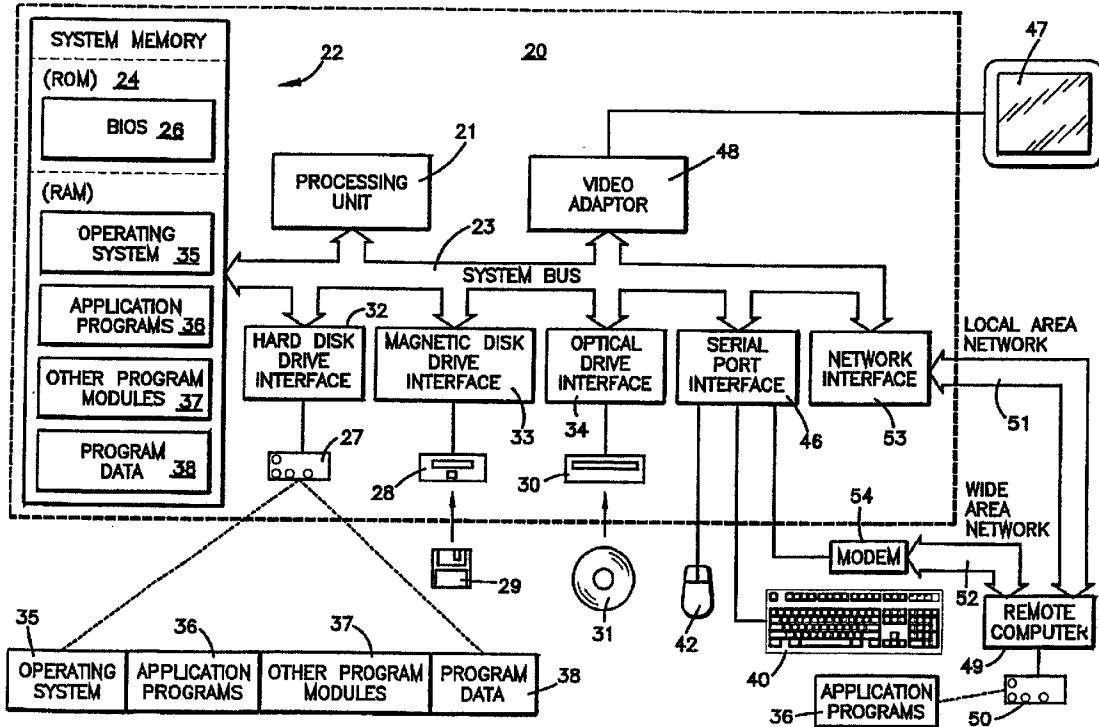 SYSTEM MEMORY
(ROM) 24
BIOS 26
(RAM)
OPERATING
SYSTEM 35
APPLICATION
PROGRAMS 36
OTHER PROGRAM
MODULES 37
PROGRAM
DATA 38
22
20
47
21
PROCESSING
UNIT
48
VIDEO
ADAPTOR
23
SYSTEM BUS
32
HARD DISK
DRIVE
INTERFACE
MAGNETIC DISK
DRIVE
INTERFACE
33
OPTICAL
DRIVE
INTERFACE
34
SERIAL
PORT
INTERFACE
46
NETWORK
INTERFACE
53
LOCAL AREA
NETWORK
51
27
28
30
29
31
42
40
54
MODEM
WIDE
AREA
NETWORK
52
REMOTE
COMPUTER
49
50
36
APPLICATION
PROGRAMS
35
OPERATING
SYSTEM
36
APPLICATION
PROGRAMS
37
OTHER PROGRAM
MODULES
PROGRAM
DATA
38